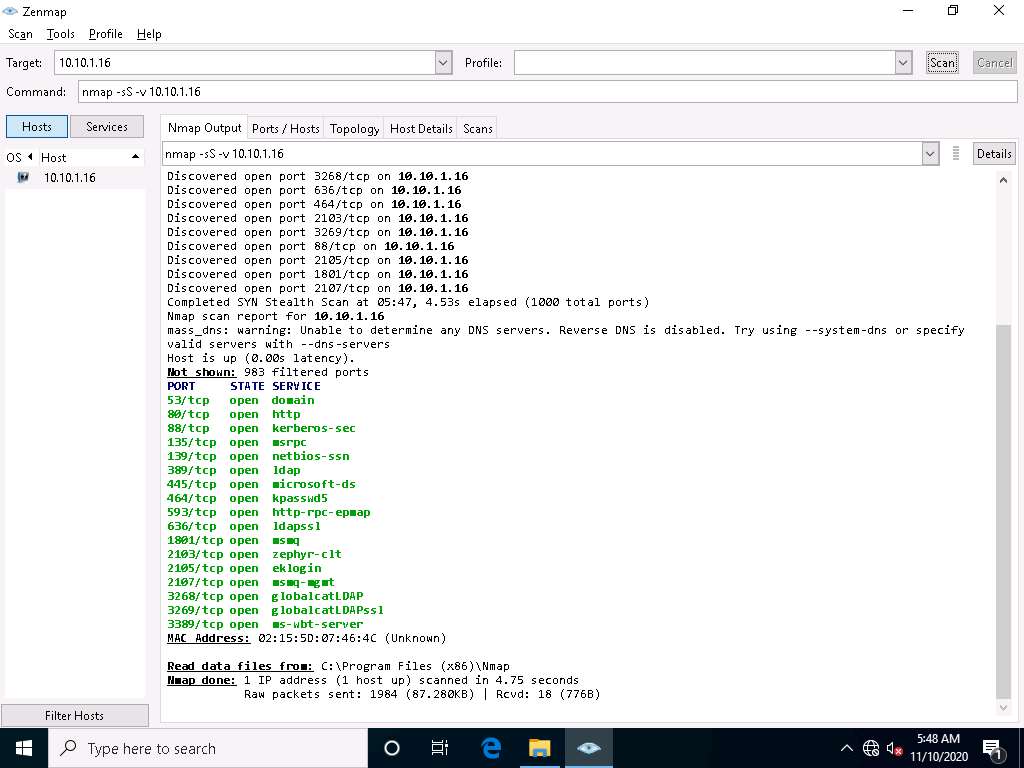 Zenmap
Scan Tools Profile Help
Target: 10.10.1.16 Profile: Scan Cancel
Command: nmap -sS -v 10.10.1.16
Hosts Services
Nmap Output Ports / Hosts Topology Host Details Scans
OS Host
10.10.1.16
nmap -sS -v 10.10.1.16 Details
Discovered open port 3268/tcp on 10.10.1.16
Discovered open port 636/tcp on 10.10.1.16
Discovered open port 464/tcp on 10.10.1.16
Discovered open port 2103/tcp on 10.10.1.16
Discovered open port 3269/tcp on 10.10.1.16
Discovered open port 88/tcp on 10.10.1.16
Discovered open port 2105/tcp on 10.10.1.16
Discovered open port 1801/tcp on 10.10.1.16
Discovered open port 2107/tcp on 10.10.1.16
Completed SYN Stealth Scan at 05:47, 4.53s elapsed (1000 total ports)
Nmap scan report for 10.10.1.16
mass_dns: warning: Unable to determine any DNS servers. Reverse DNS is disabled. Try using --system-dns or specify
valid servers with --dns-servers
Host is up (0.00s latency).
Not shown: 983 filtered ports
PORT STATE SERVICE
53/tcp open domain
80/tcp open http
88/tcp open kerberos-sec
135/tcp open msrpc
139/tcp open netbios-ssn
389/tcp open ldap
445/tcp open microsoft-ds
464/tcp open kpasswd5
593/tcp open http-rpc-epmap
636/tcp open ldapssl
1801/tcp open msmq
2103/tcp open zephyr-clt
2105/tcp open eklogin
2107/tcp open msmq-mgmt
3268/tcp open globalcatLDAP
3269/tcp open globalcatLDAPssl
3389/tcp open ms-wbt-server
MAC Address: 02:15:5D:07:46:4C (Unknown)
Read data files from: C:\Program Files (x86)\Nmap
Nmap done: 1 IP address (1 host up) scanned in 4.75 seconds
Raw packets sent: 1984 (87.280KB) | Rcvd: 18 (776B)
Filter Hosts
Type here to search
5:48 AM
11/10/2020
1